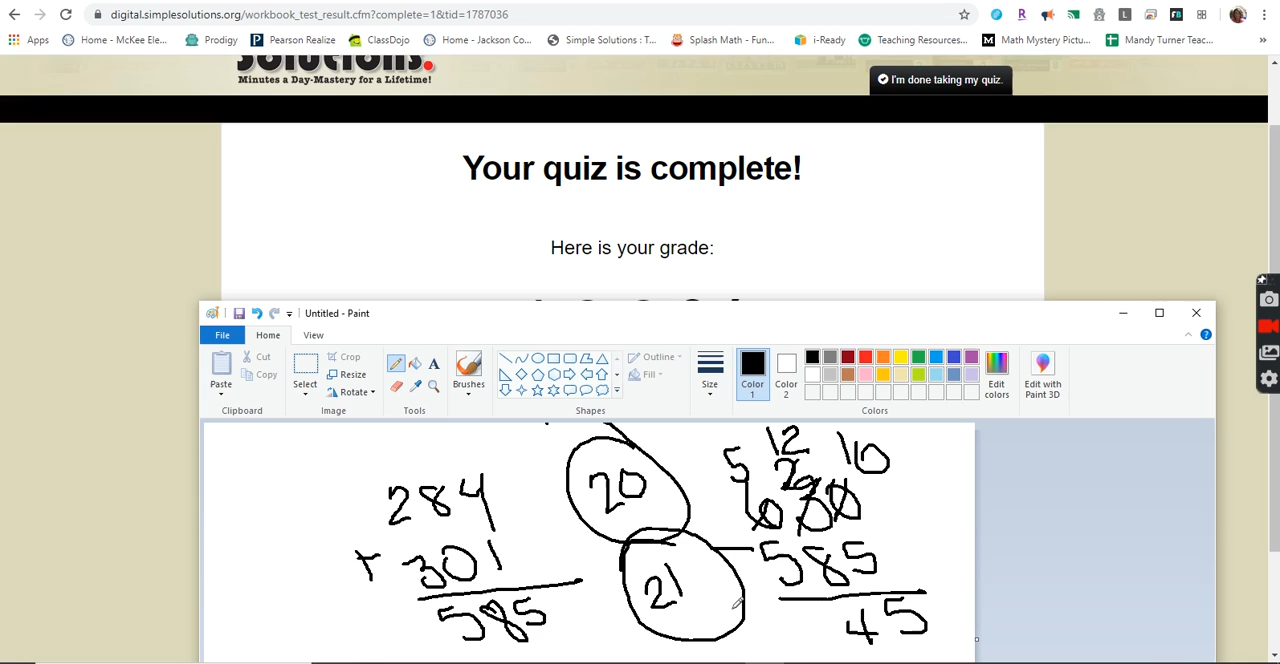 digital.simplesolutions.org/workbook_test_result.cfm?complete=1&tid=1787036
Apps Home - McKee Ele... Prodigy Pearson Realize ClassDojo Home - Jackson Co... Simple Solutions : T... Splash Math - Fun... i-Ready Teaching Resources... Math Mystery Pictu... Mandy Turner Teac... »
Solutions.
Minutes a Day-Mastery for a Lifetime!
I'm done taking my quiz.
Your quiz is complete!
Here is your grade:
Untitled - Paint
File Home View
Paste
Cut
Copy
Clipboard
Select
Crop
Resize
Rotate
Image
Tools
Brushes
Shapes
Outline
Fill
Size
Color 1
Color 2
Edit colors
Colors
Edit with Paint 3D
284
+ 301
585
20
21
5 12 10
2
- 585
45